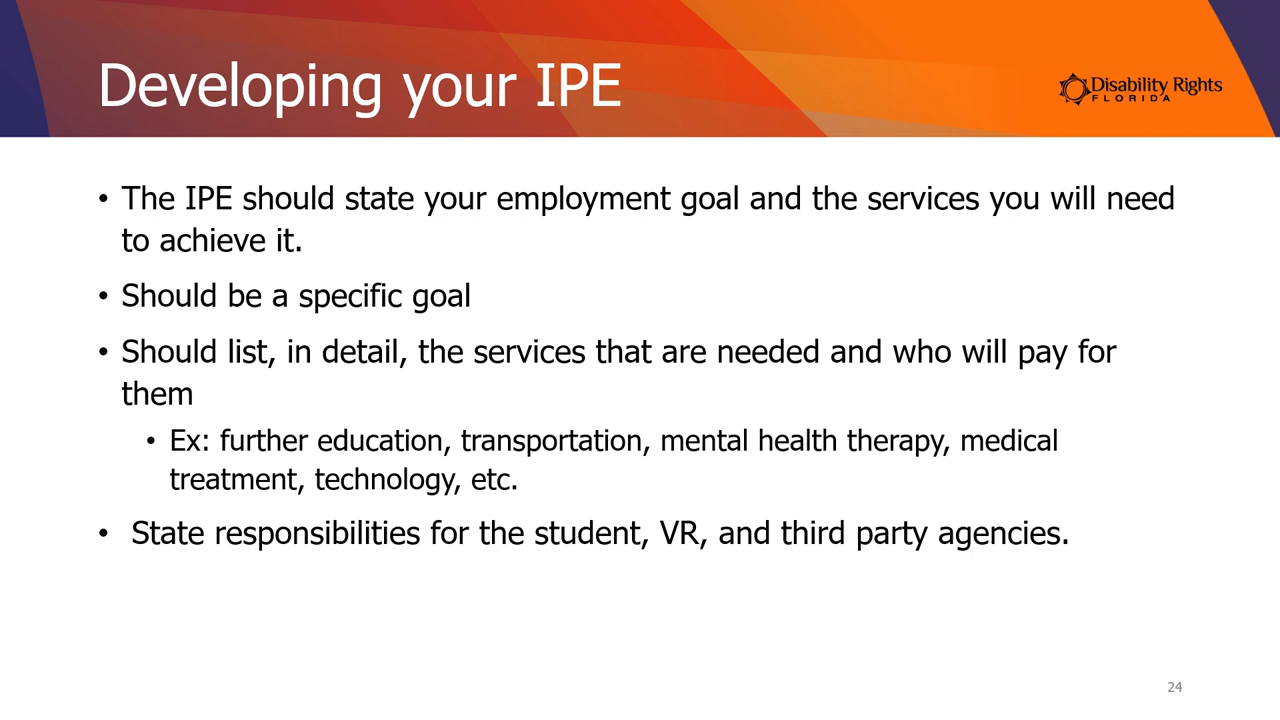 Developing your IPE
Disability Rights
FLORIDA
• The IPE should state your employment goal and the services you will need
to achieve it.
• Should be a specific goal
• Should list, in detail, the services that are needed and who will pay for
them
• Ex: further education, transportation, mental health therapy, medical
treatment, technology, etc.
• State responsibilities for the student, VR, and third party agencies.
24